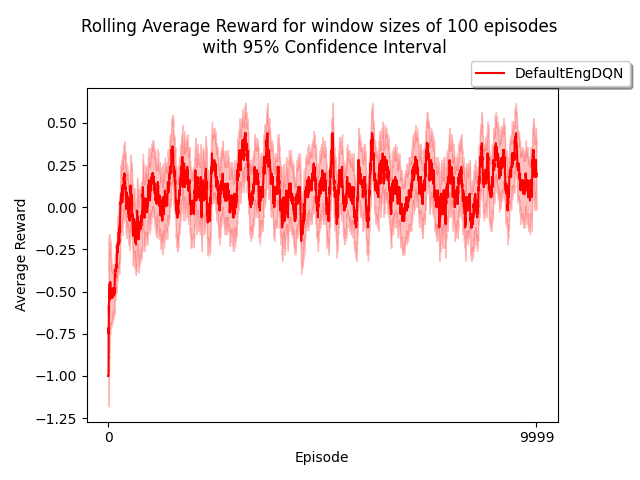 Rolling Average Reward for window sizes of 100 episodes
with 95% Confidence Interval
DefaultEngDQN
0.50
0.25
0.00
−0.25
−0.50
−0.75
−1.00
−1.25
Average Reward
0 9999
Episode